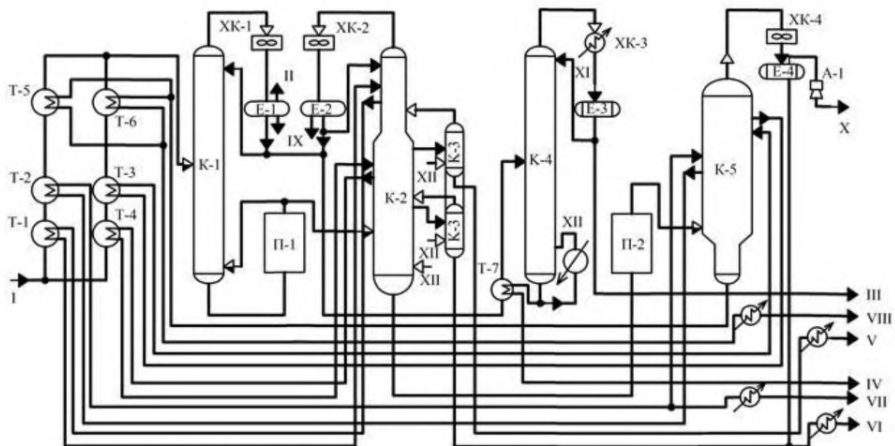 ХК-1
ХК-2
ХК-3
ХК-4
Т-5
Т-6
II
Е-1
Е-2
IX
XI
Е-3
Е-4
А-1
X
К-1
Т-2
Т-3
Т-1
Т-4
К-2
К-3
XII
К-3
XII
XII
К-4
XII
К-5
П-1
П-2
Т-7
I
III
VIII
V
IV
VII
VI